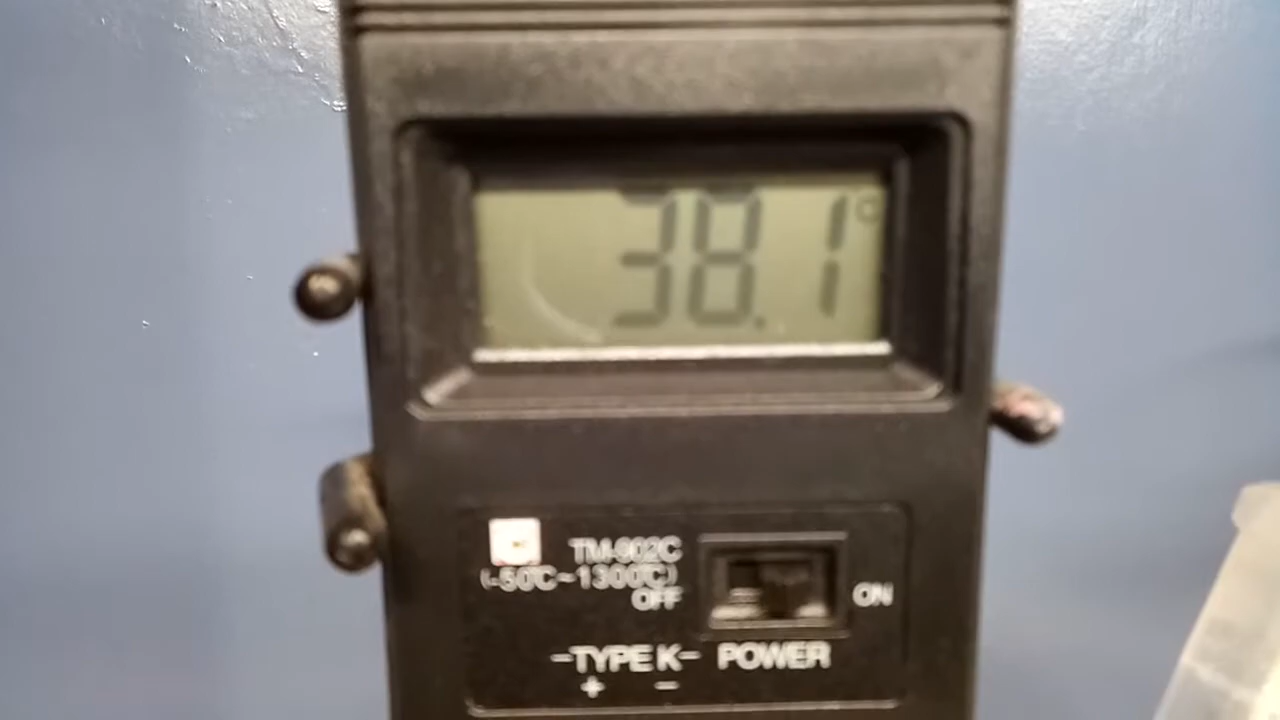 38.1°
TM-902C
(-50°C~1300°C)
OFF
ON
-TYPE K- POWER
+ -